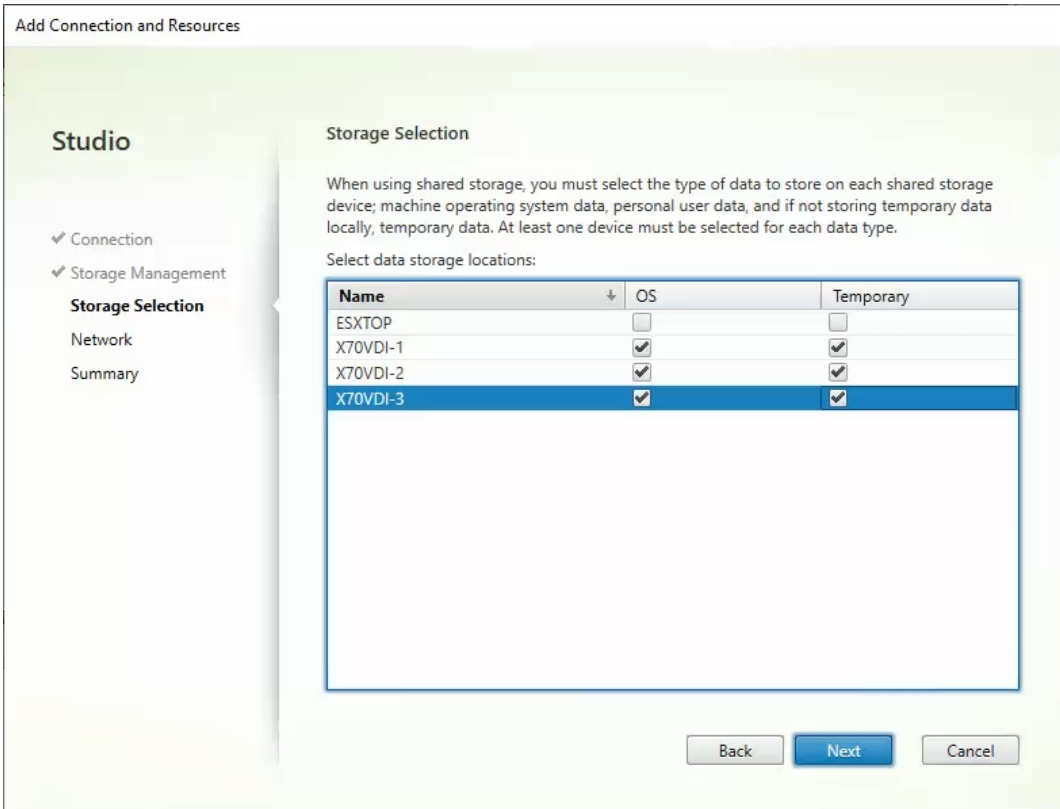 Add Connection and Resources
Studio
Connection
Storage Management
Storage Selection
Network
Summary
Storage Selection
When using shared storage, you must select the type of data to store on each shared storage
device; machine operating system data, personal user data, and if not storing temporary data
locally, temporary data. At least one device must be selected for each data type.
Select data storage locations:
Name OS Temporary
ESXTOP
X70VDI-1
X70VDI-2
X70VDI-3
Back Next Cancel